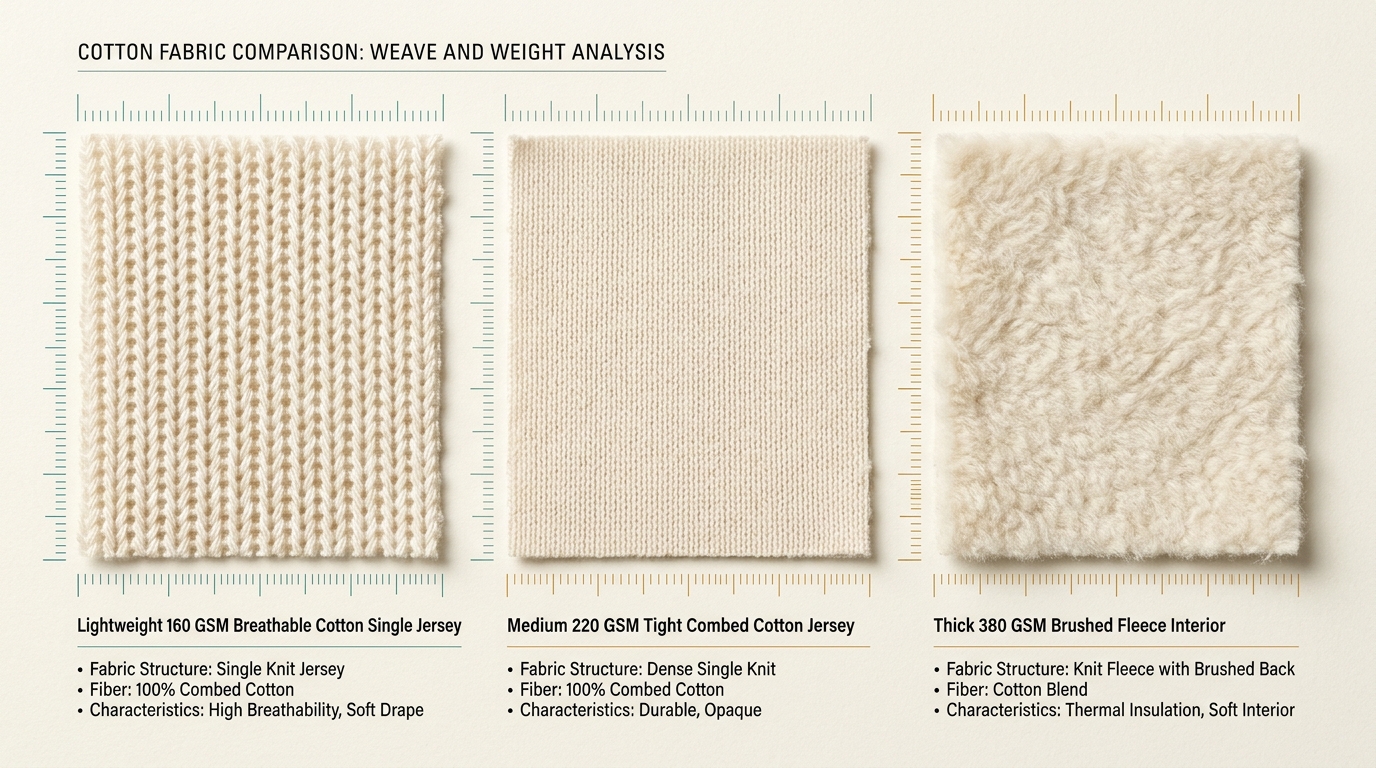 COTTON FABRIC COMPARISON: WEAVE AND WEIGHT ANALYSIS
Lightweight 160 GSM Breathable Cotton Single Jersey
• Fabric Structure: Single Knit Jersey
• Fiber: 100% Combed Cotton
• Characteristics: High Breathability, Soft Drape
Medium 220 GSM Tight Combed Cotton Jersey
• Fabric Structure: Dense Single Knit
• Fiber: 100% Combed Cotton
• Characteristics: Durable, Opaque
Thick 380 GSM Brushed Fleece Interior
• Fabric Structure: Knit Fleece with Brushed Back
• Fiber: Cotton Blend
• Characteristics: Thermal Insulation, Soft Interior